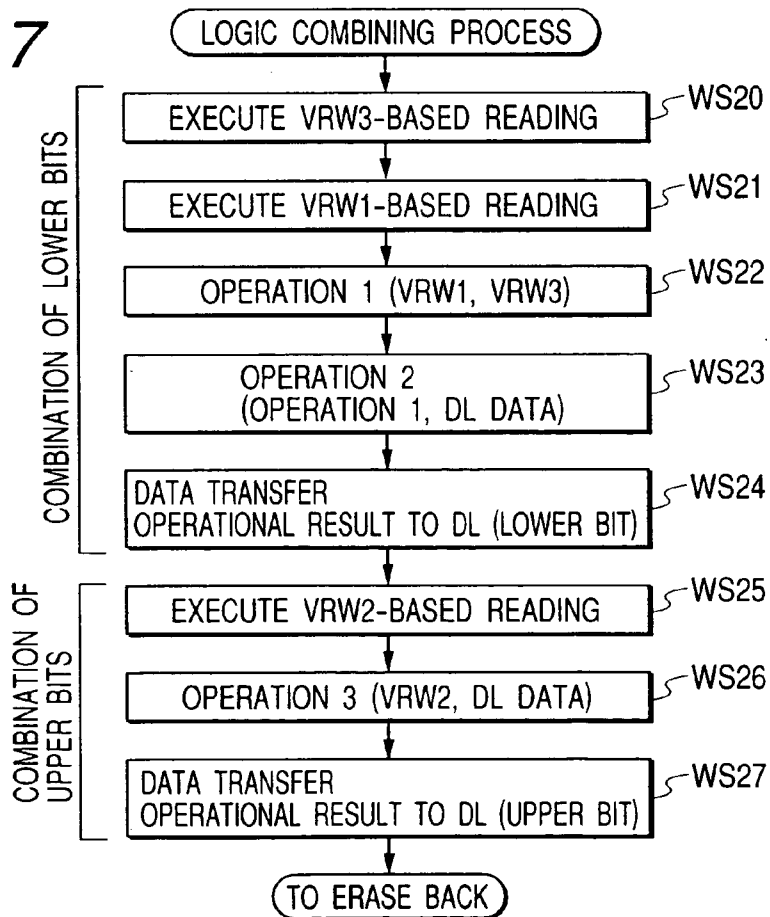 7
LOGIC COMBINING PROCESS
COMBINATION OF LOWER BITS
EXECUTE VRW3-BASED READING
WS20
EXECUTE VRW1-BASED READING
WS21
OPERATION 1 (VRW1, VRW3)
WS22
OPERATION 2
(OPERATION 1, DL DATA)
WS23
DATA TRANSFER
OPERATIONAL RESULT TO DL (LOWER BIT)
WS24
COMBINATION OF
UPPER BITS
EXECUTE VRW2-BASED READING
WS25
OPERATION 3 (VRW2, DL DATA)
WS26
DATA TRANSFER
OPERATIONAL RESULT TO DL (UPPER BIT)
WS27
TO ERASE BACK